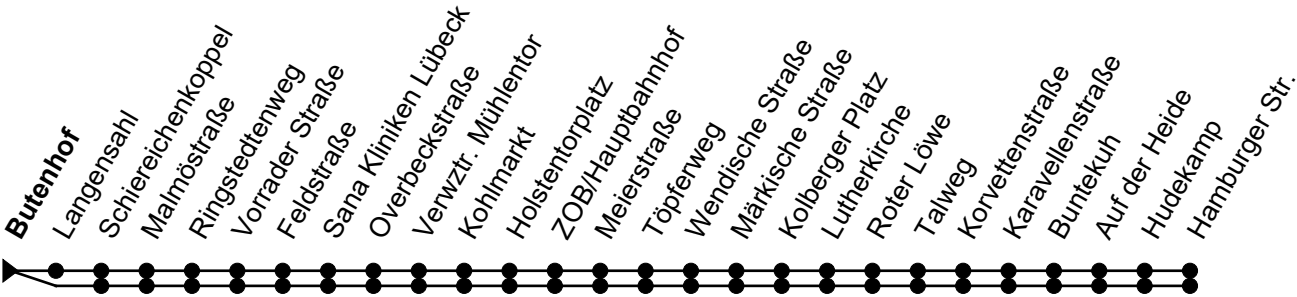 Butenhof
Langensahl
Schiereichenkoppel
Malmöstraße
Ringstedtenweg
Vorrader Straße
Feldstraße
Sana Kliniken Lübeck
Overbeckstraße
Verwztr. Mühlentor
Kohlmarkt
Holstentorplatz
ZOB/Hauptbahnhof
Meierstraße
Töpferweg
Wendische Straße
Märkische Straße
Kolberger Platz
Lutherkirche
Roter Löwe
Talweg
Korvettenstraße
Karavellenstraße
Buntekuh
Auf der Heide
Hudekamp
Hamburger Str.